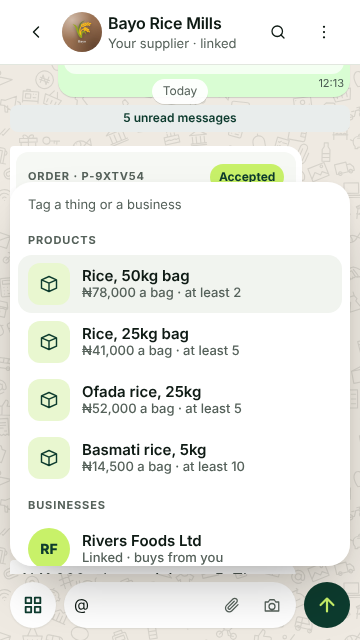 Bayo Rice Mills
Your supplier · linked
12:13
Today
5 unread messages
ORDER · P-9XTV54
Accepted
Tag a thing or a business
PRODUCTS
Rice, 50kg bag
₦78,000 a bag · at least 2
Rice, 25kg bag
₦41,000 a bag · at least 5
Ofada rice, 25kg
₦52,000 a bag · at least 5
Basmati rice, 5kg
₦14,500 a bag · at least 10
BUSINESSES
RF
Rivers Foods Ltd
Linked · buys from you
@